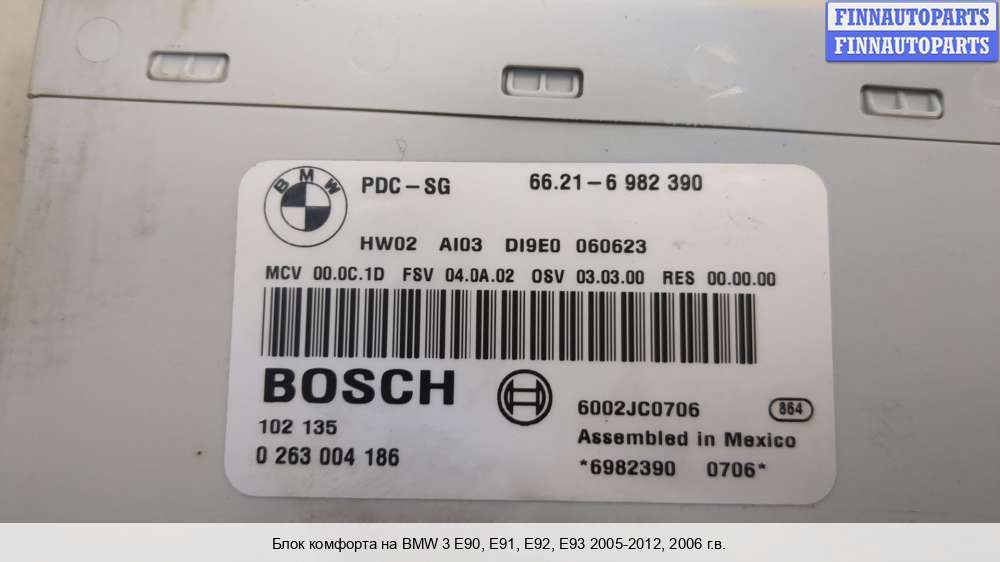 FINNAUTOPARTS
FINNAUTOPARTS
BMW
PDC-SG 66.21-6 982 390
HW02 AI03 DI9E0 060623
MCV 00.0C.1D FSV 04.0A.02 OSV 03.03.00 RES 00.00.00
BOSCH
6002JC0706 864
102 135
Assembled in Mexico
0 263 004 186
*6982390 0706*
Блок комфорта на BMW 3 E90, E91, E92, E93 2005-2012, 2006 г.в.